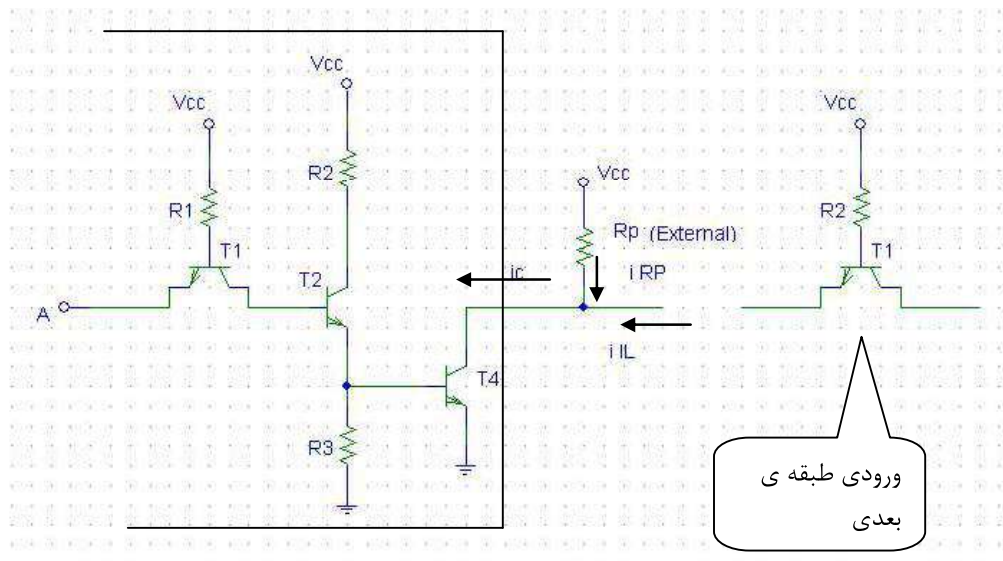 Vcc
Vcc
Vcc
R2
Vcc
R1
Rp (External)
R2
T1
T1
T2
ic
i RP
A
i IL
T4
R3
ورودی طبقه ی
بعدی